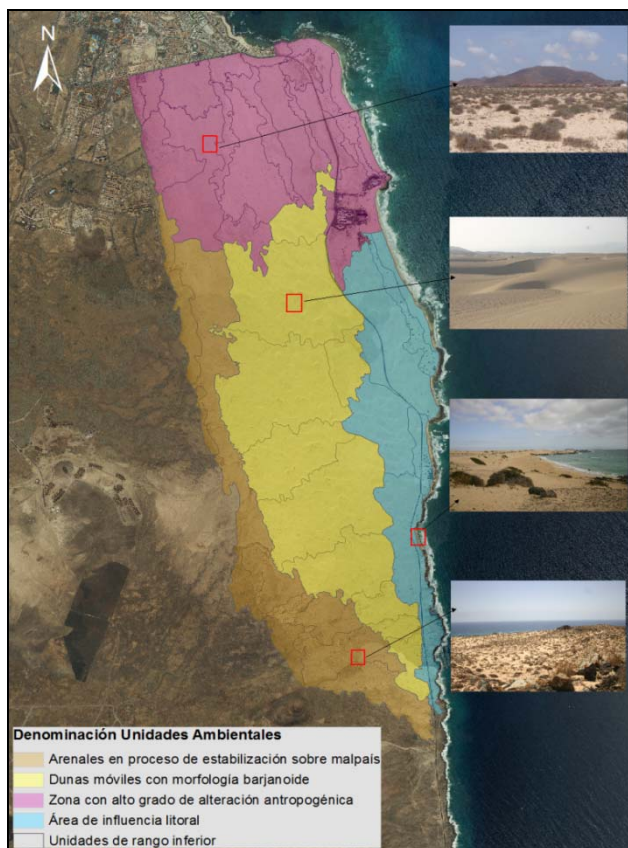 N
Denominación Unidades Ambientales
Arenales en proceso de estabilización sobre malpaís
Dunas móviles con morfología barjanoide
Zona con alto grado de alteración antropogénica
Área de influencia litoral
Unidades de rango inferior